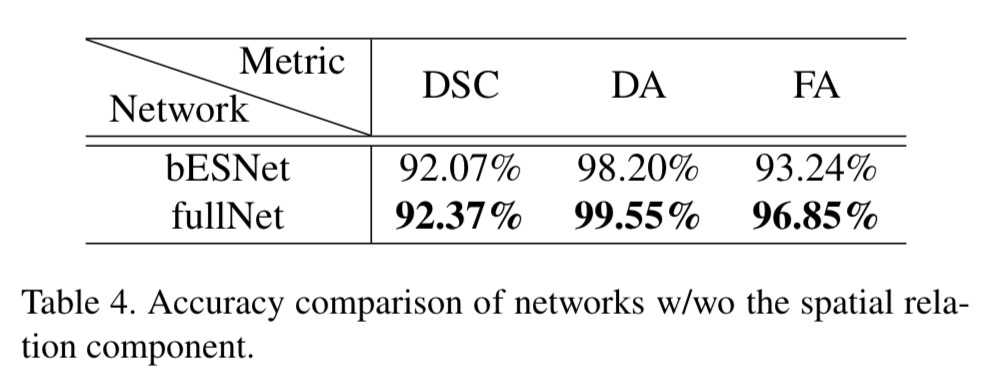 Metric
Network
DSC DA FA
bESNet 92.07% 98.20% 93.24%
fullNet 92.37% 99.55% 96.85%
Table 4. Accuracy comparison of networks w/wo the spatial rela-
tion component.